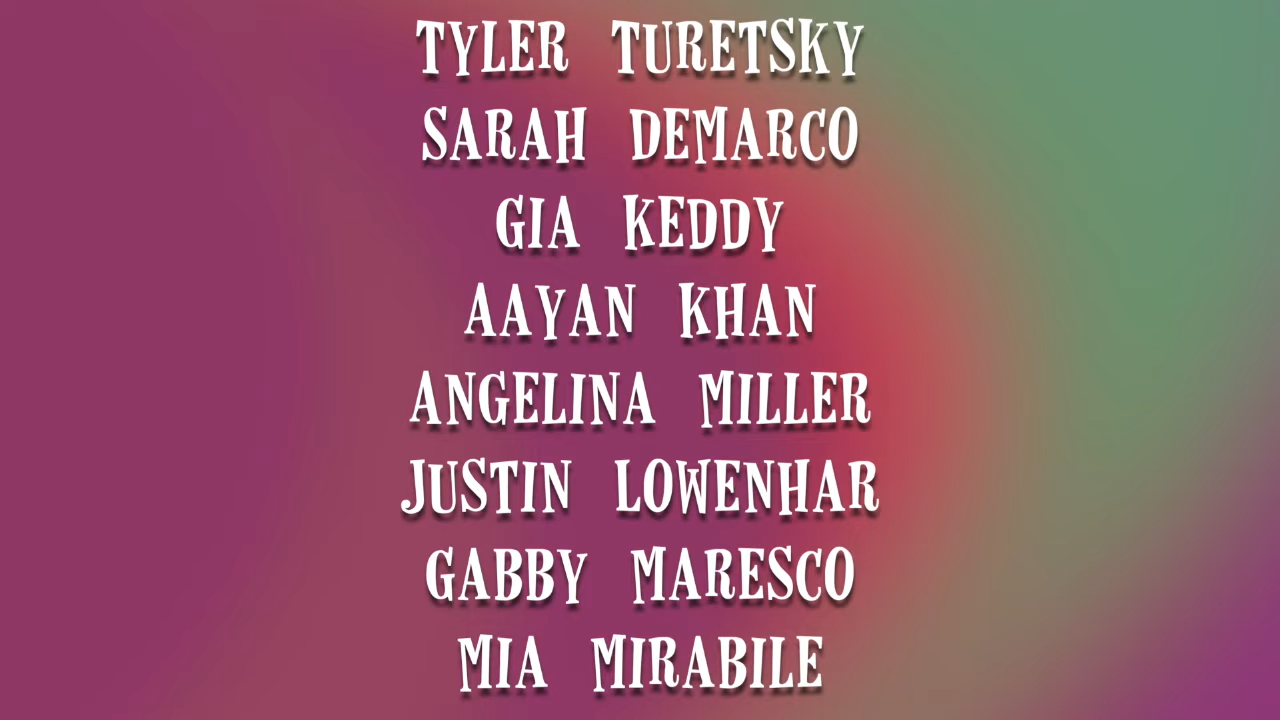 TYLER TURETSKY
SARAH DEMARCO
GIA KEDDY
AAYAN KHAN
ANGELINA MILLER
JUSTIN LOWENHAR
GABBY MARESCO
MIA MIRABILE